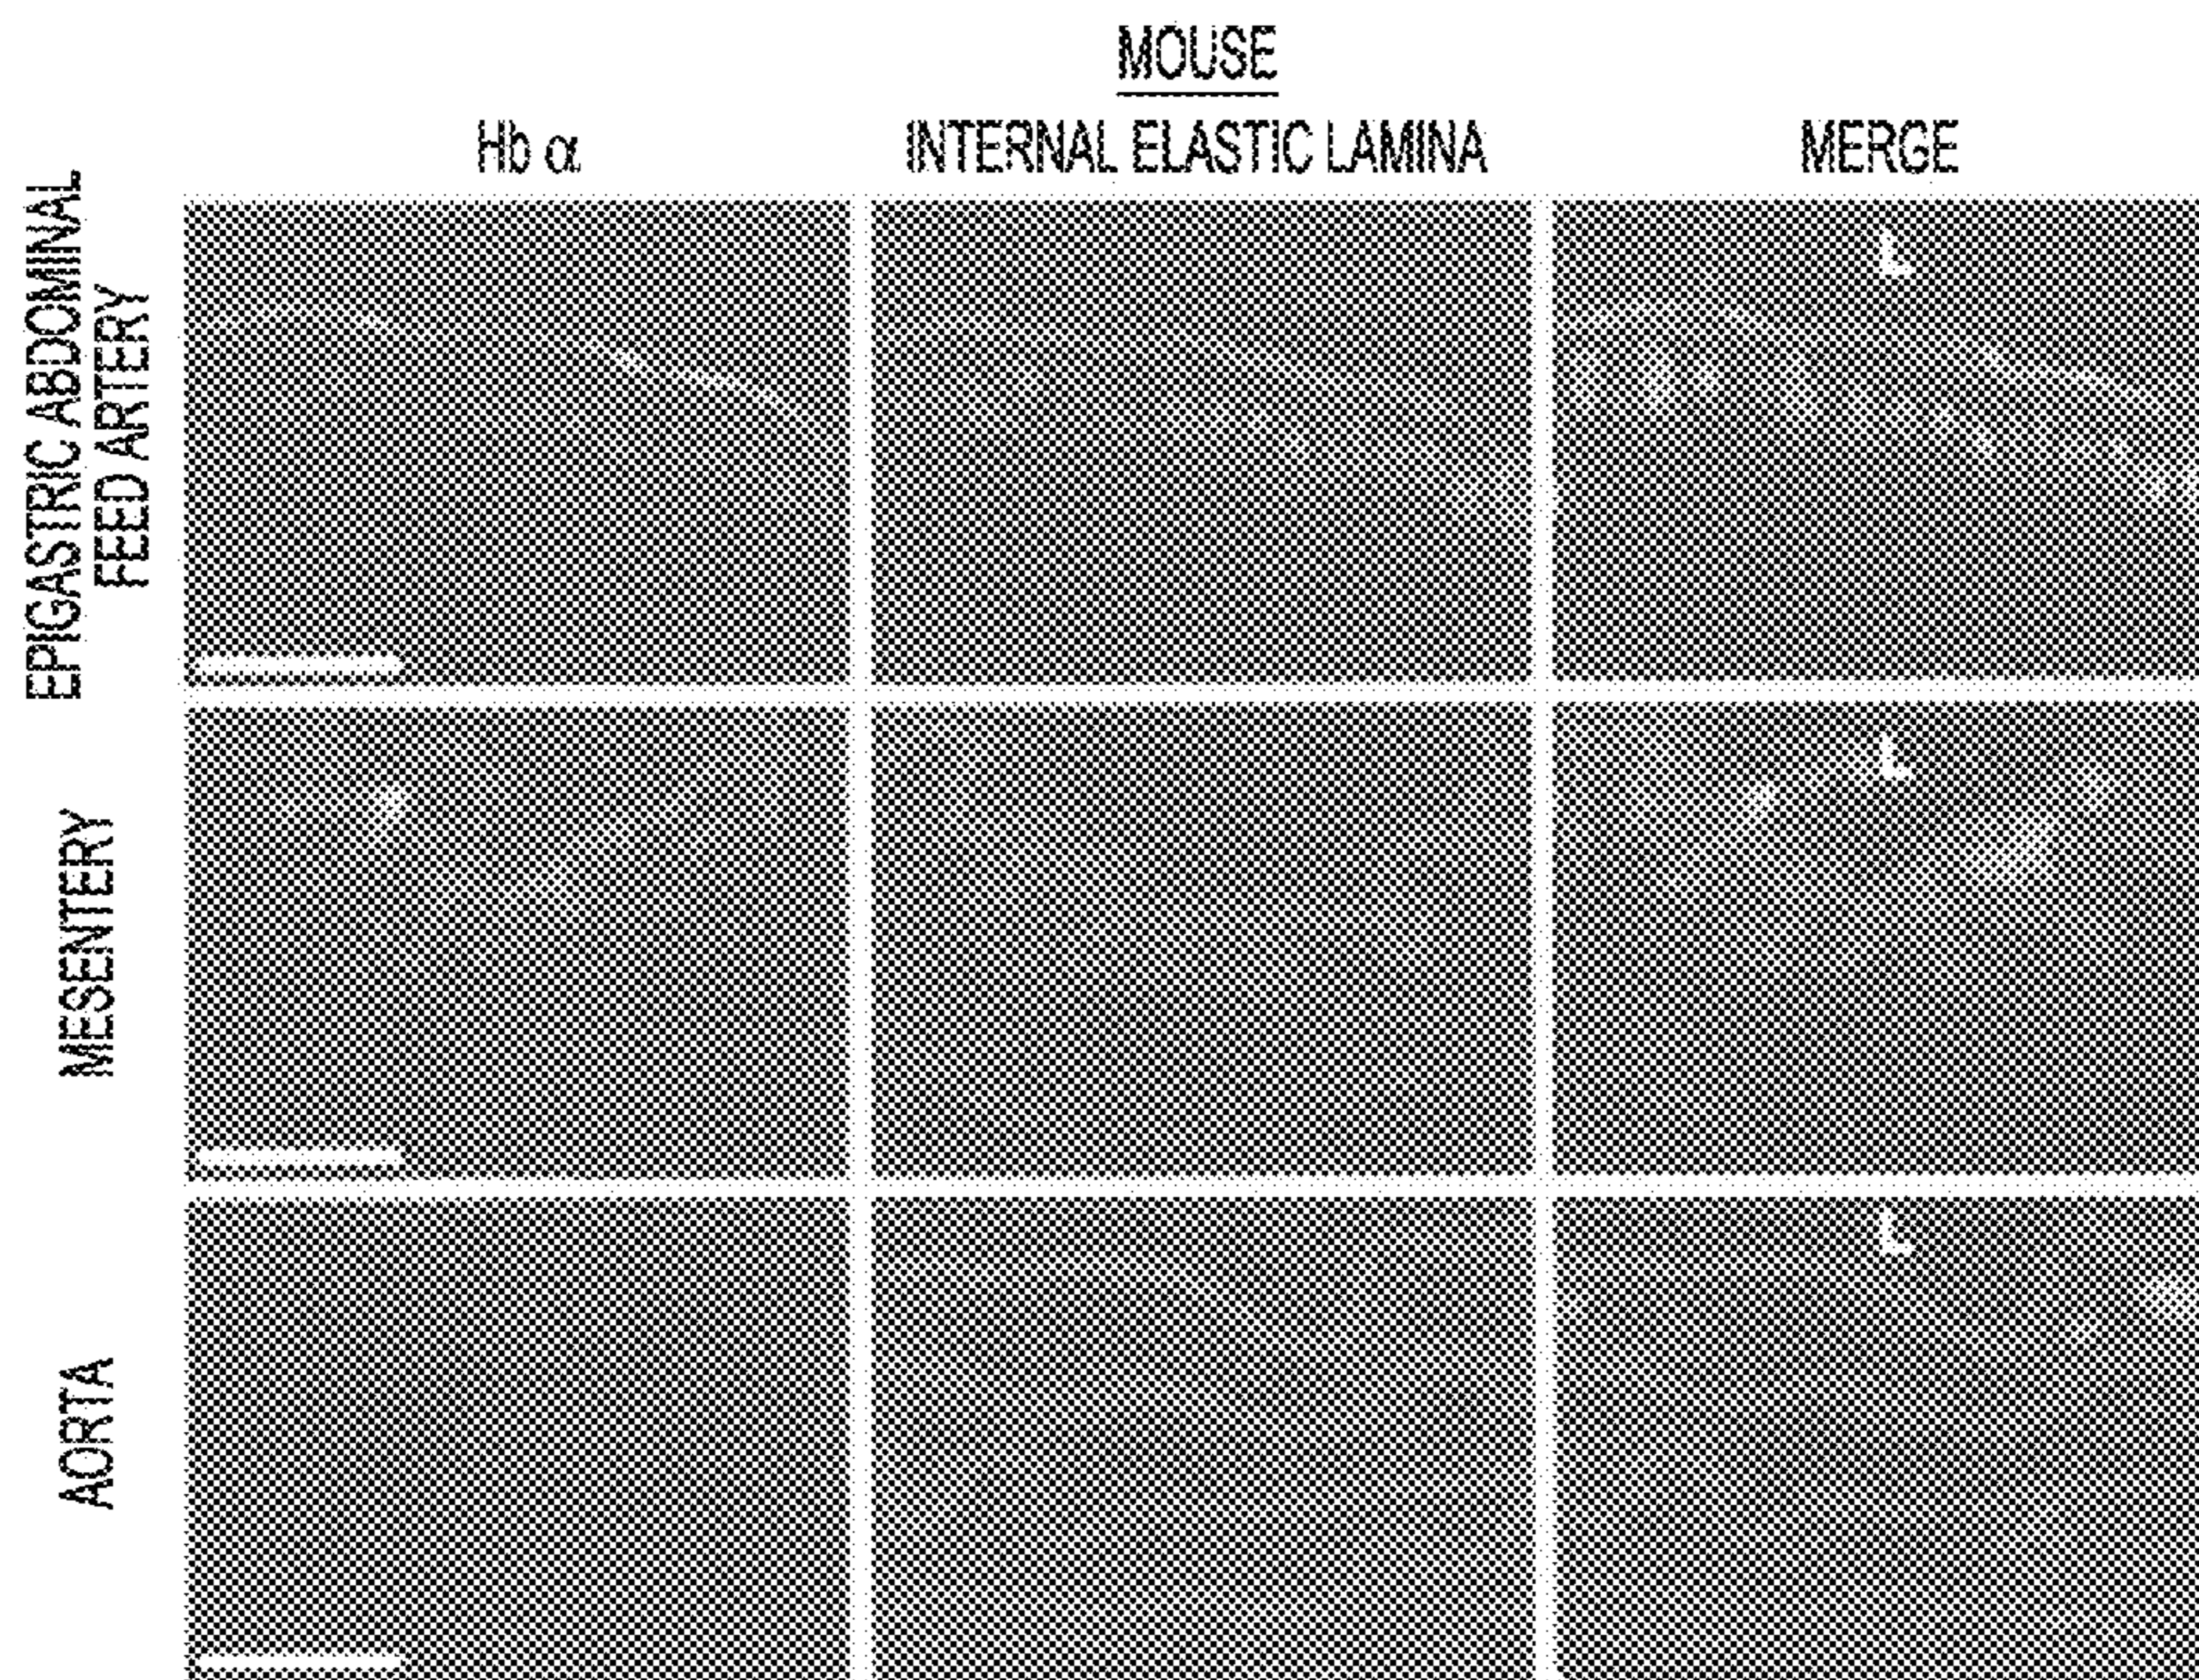 MOUSE
Hb α INTERNAL ELASTIC LAMINA MERGE
EPIGASTRIC ABDOMINAL
FEED ARTERY
L
MESENTERY
L
AORTA
L